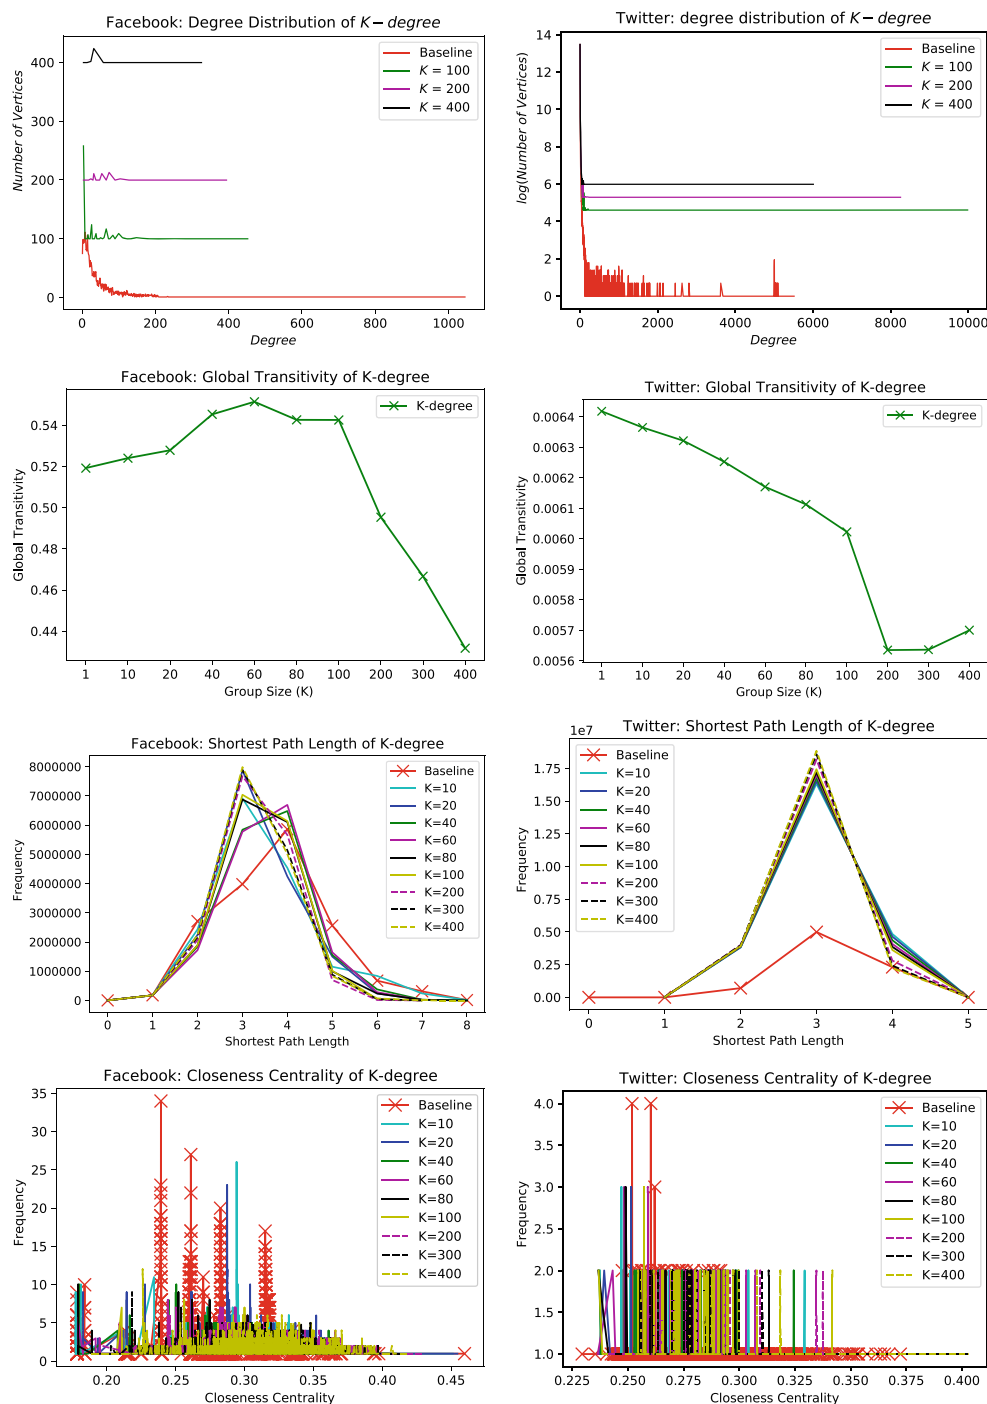 Facebook: Degree Distribution of K − degree
Number of Vertices
400
300
200
100
0
Baseline
K = 100
K = 200
K = 400
0 200 400 600 800 1000
Degree
Twitter: degree distribution of K − degree
log(Number of Vertices)
14
12
10
8
6
4
2
0
Baseline
K = 100
K = 200
K = 400
0 2000 4000 6000 8000 10000
Degree
Facebook: Global Transitivity of K-degree
Global Transitivity
0.54
0.52
0.50
0.48
0.46
0.44
K-degree
1 10 20 40 60 80 100 200 300 400
Group Size (K)
Twitter: Global Transitivity of K-degree
Global Transitivity
0.0064
0.0063
0.0062
0.0061
0.0060
0.0059
0.0058
0.0057
0.0056
K-degree
1 10 20 40 60 80 100 200 300 400
Group Size (K)
Facebook: Shortest Path Length of K-degree
Frequency
8000000
7000000
6000000
5000000
4000000
3000000
2000000
1000000
0
Baseline
K=10
K=20
K=40
K=60
K=80
K=100
K=200
K=300
K=400
0 1 2 3 4 5 6 7 8
Shortest Path Length
Twitter: Shortest Path Length of K-degree
1e7
Frequency
1.75
1.50
1.25
1.00
0.75
0.50
0.25
0.00
Baseline
K=10
K=20
K=40
K=60
K=80
K=100
K=200
K=300
K=400
0 1 2 3 4 5
Shortest Path Length
Facebook: Closeness Centrality of K-degree
Frequency
35
30
25
20
15
10
5
0
Baseline
K=10
K=20
K=40
K=60
K=80
K=100
K=200
K=300
K=400
0.20 0.25 0.30 0.35 0.40 0.45
Closeness Centrality
Twitter: Closeness Centrality of K-degree
Frequency
4.0
3.5
3.0
2.5
2.0
1.5
1.0
Baseline
K=10
K=20
K=40
K=60
K=80
K=100
K=200
K=300
K=400
0.225 0.250 0.275 0.300 0.325 0.350 0.375 0.400
Closeness Centrality